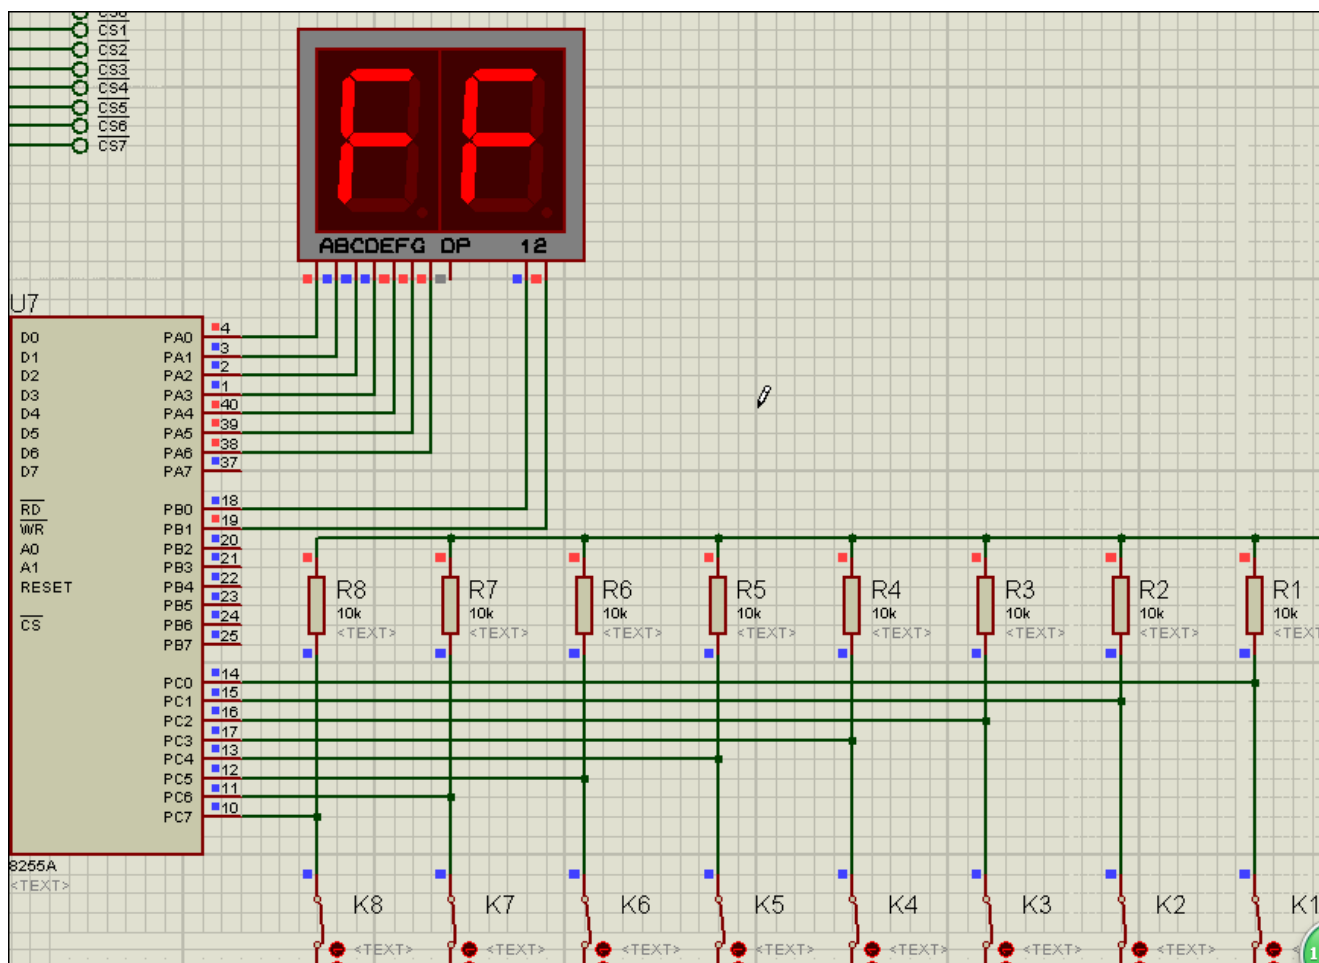 CS1
CS2
CS3
CS4
CS5
CS6
CS7
FF
ABCDEFG DP 12
U7
D0 PA0 4
D1 PA1 3
D2 PA2 2
D3 PA3 1
D4 PA4 40
D5 PA5 39
D6 PA6 38
D7 PA7 37
RD PB0 18
WR PB1 19
A0 PB2 20
A1 PB3 21
RESET PB4 22
PB5 23
CS PB6 24
PB7 25
R8 R7 R6 R5 R4 R3 R2 R1
10k 10k 10k 10k 10k 10k 10k 10k
<TEXT> <TEXT> <TEXT> <TEXT> <TEXT> <TEXT> <TEXT>
PC0 14
PC1 15
PC2 16
PC3 17
PC4 13
PC5 12
PC6 11
PC7 10
8255A
<TEXT>
K8 K7 K6 K5 K4 K3 K2 K1
<TEXT> <TEXT> <TEXT> <TEXT> <TEXT> <TEXT> <TEXT>